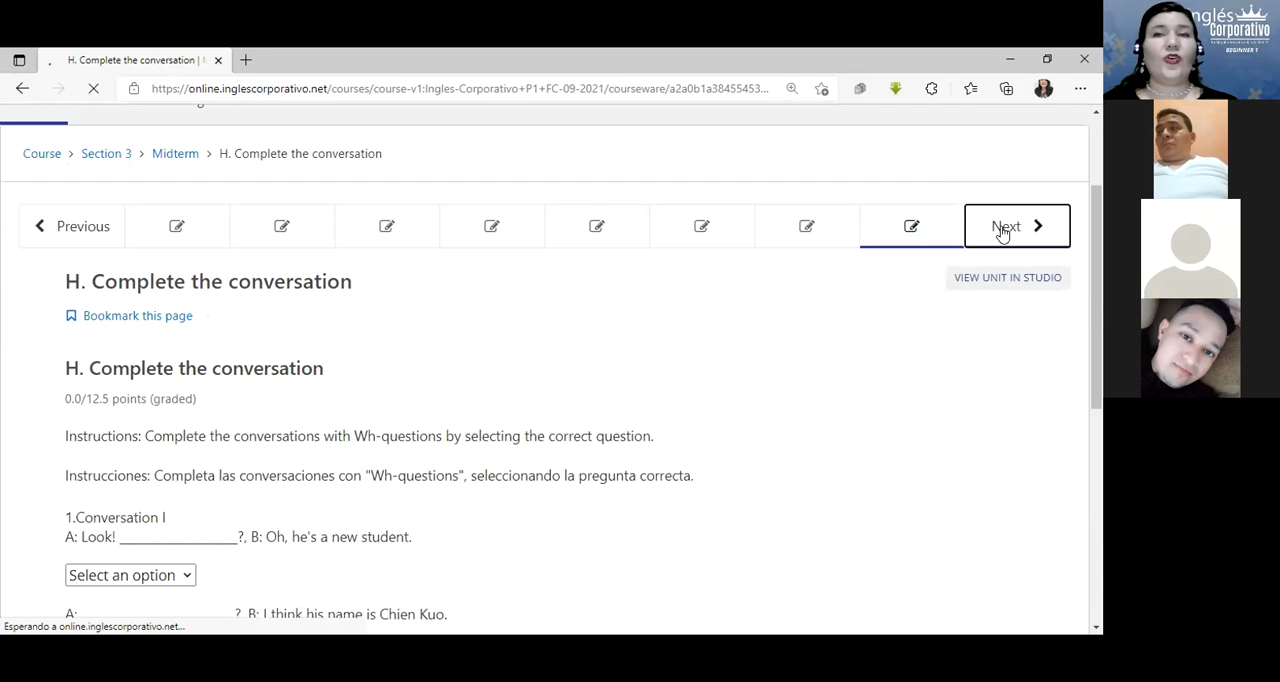 H. Complete the conversation |
https://online.inglescorporativo.net/courses/course-v1:Ingles-Corporativo+P1+FC-09-2021/courseware/a2a0b1a38455453...
Course > Section 3 > Midterm > H. Complete the conversation
Previous
Next
H. Complete the conversation
VIEW UNIT IN STUDIO
Bookmark this page
H. Complete the conversation
0.0/12.5 points (graded)
Instructions: Complete the conversations with Wh-questions by selecting the correct question.
Instrucciones: Completa las conversaciones con "Wh-questions", seleccionando la pregunta correcta.
1.Conversation I
A: Look! __________________?, B: Oh, he's a new student.
Select an option
A: __________________?, B: I think his name is Chien Kuo.
Esperando a online.inglescorporativo.net...
Inglés
Corporativo
BEGINNER 1